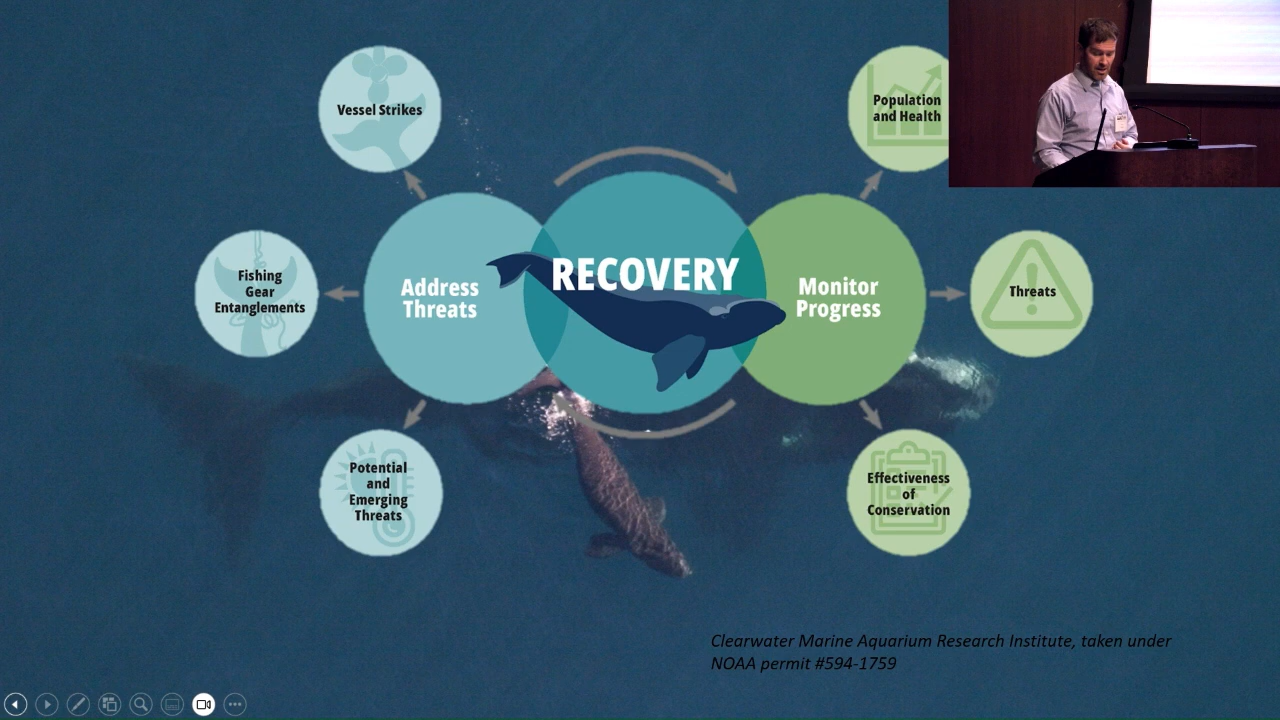 Vessel Strikes
Population
and Health
Fishing
Gear
Entanglements
Address
Threats
RECOVERY
Monitor
Progress
Threats
Potential
and
Emerging
Threats
Effectiveness
of
Conservation
Clearwater Marine Aquarium Research Institute, taken under
NOAA permit #594-1759